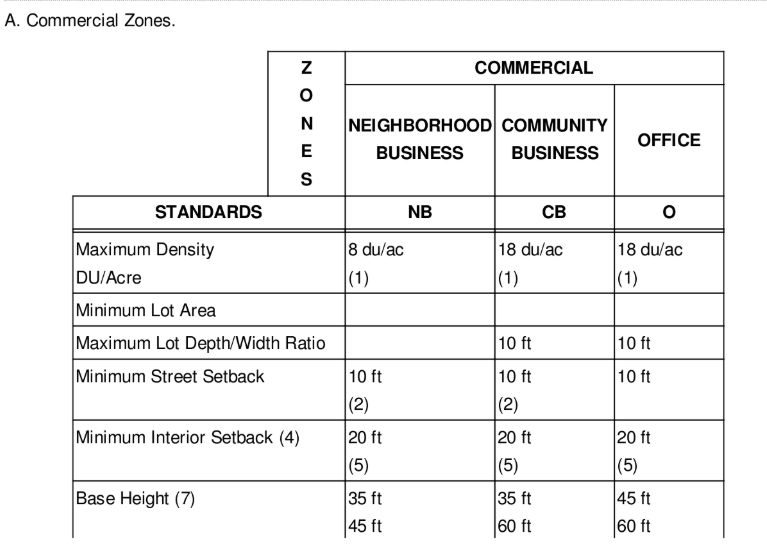 A. Commercial Zones.
Z
O
N
E
S
COMMERCIAL
NEIGHBORHOOD BUSINESS
COMMUNITY BUSINESS
OFFICE
STANDARDS NB CB O
Maximum Density 8 du/ac 18 du/ac 18 du/ac
DU/Acre (1) (1) (1)
Minimum Lot Area
Maximum Lot Depth/Width Ratio 10 ft 10 ft
Minimum Street Setback 10 ft 10 ft 10 ft
(2) (2)
Minimum Interior Setback (4) 20 ft 20 ft 20 ft
(5) (5) (5)
Base Height (7) 35 ft 35 ft 45 ft
45 ft 60 ft 60 ft